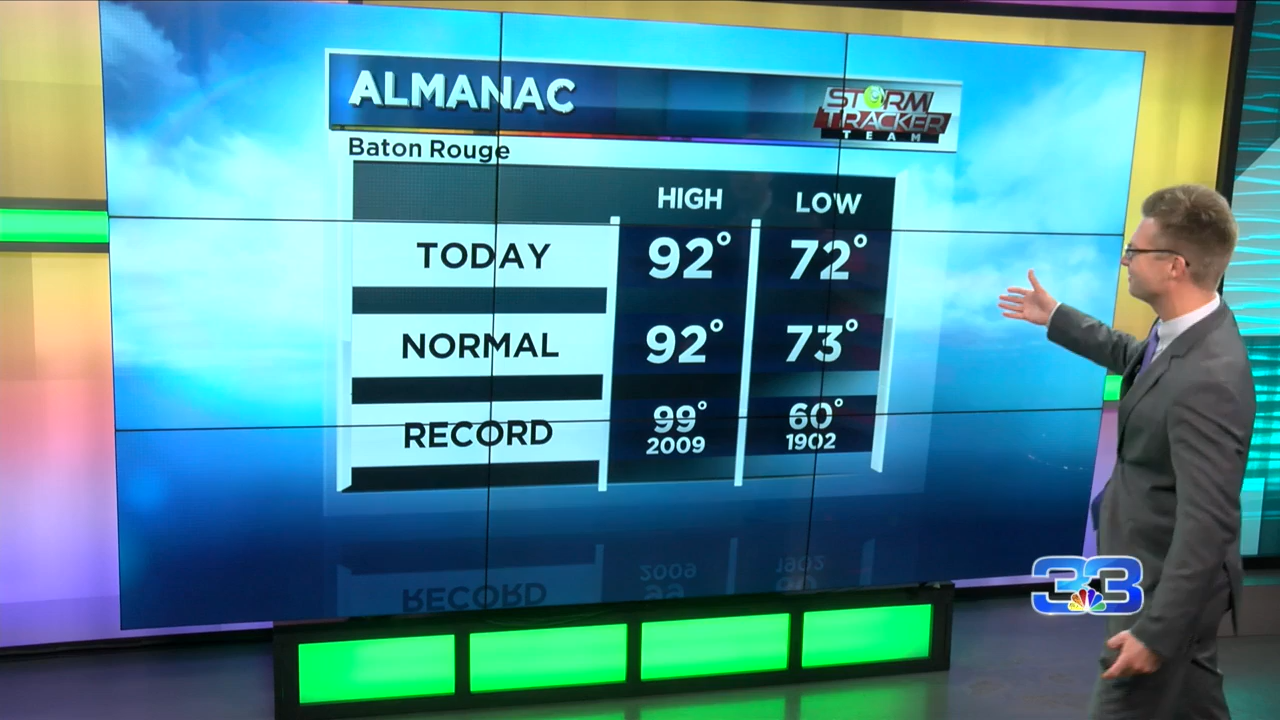 ALMANAC
STORM
TRACKER
TEAM
Baton Rouge
HIGH LOW
TODAY 92° 72°
NORMAL 92° 73°
RECORD 99° 60°
2009 1902
33